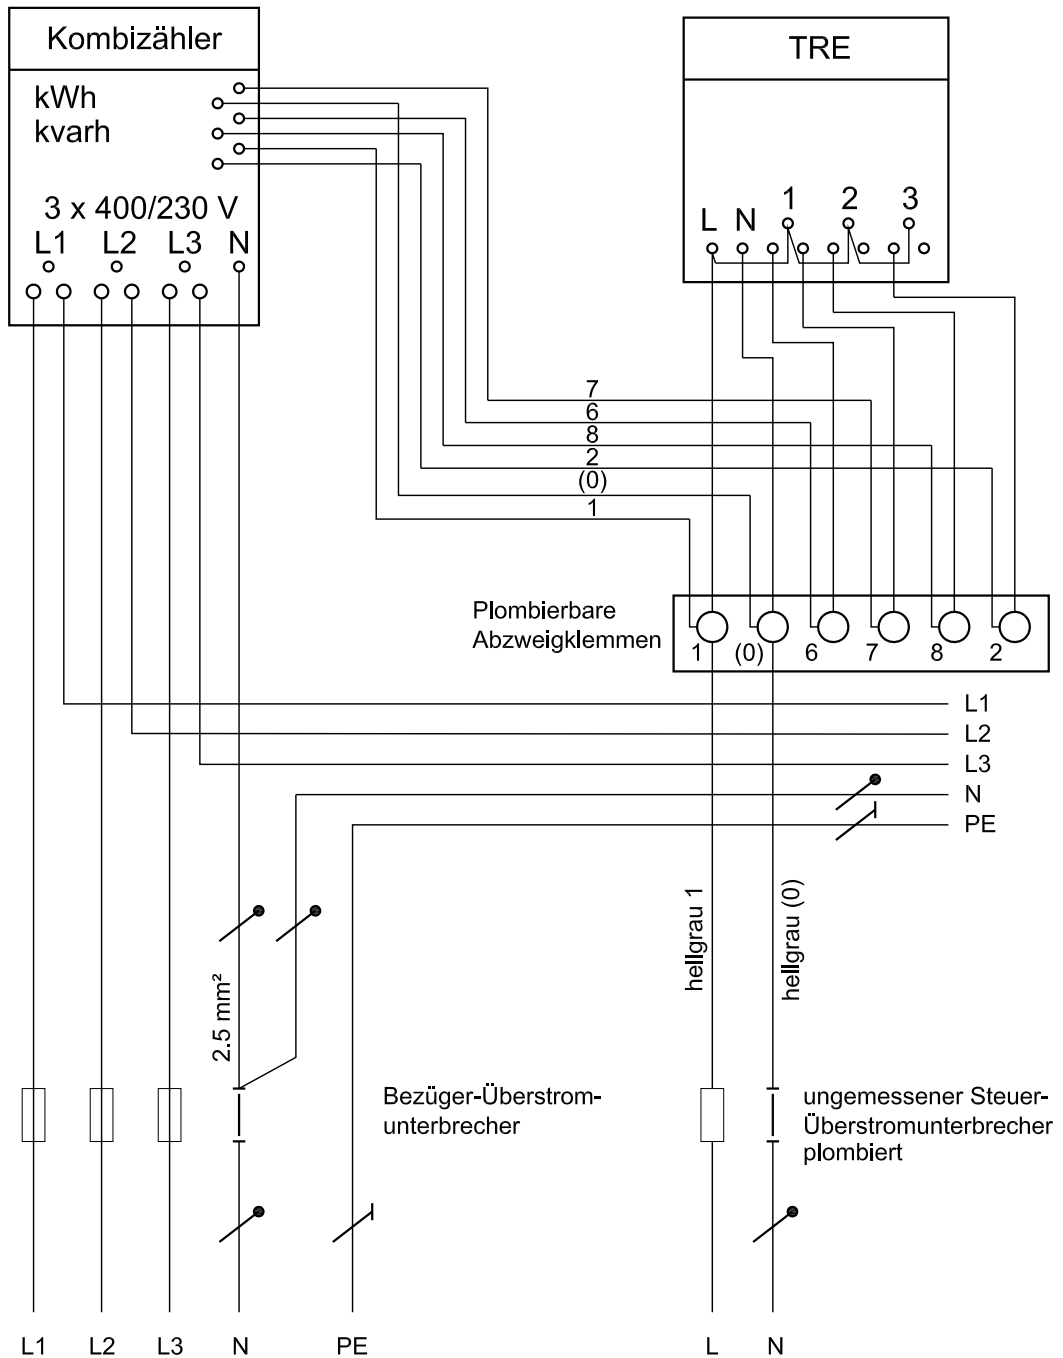 Kombizähler
kWh
kvarh
3 x 400/230 V
L1 L2 L3 N
TRE
1 2 3
L N
7
6
8
2
(0)
1
Plombierbare
Abzweigklemmen
1 (0) 6 7 8 2
L1
L2
L3
N
PE
2.5 mm²
hellgrau 1
hellgrau (0)
Bezüger-Überstrom-
unterbrecher
ungemessener Steuer-
Überstromunterbrecher
plombiert
L1 L2 L3 N PE L N